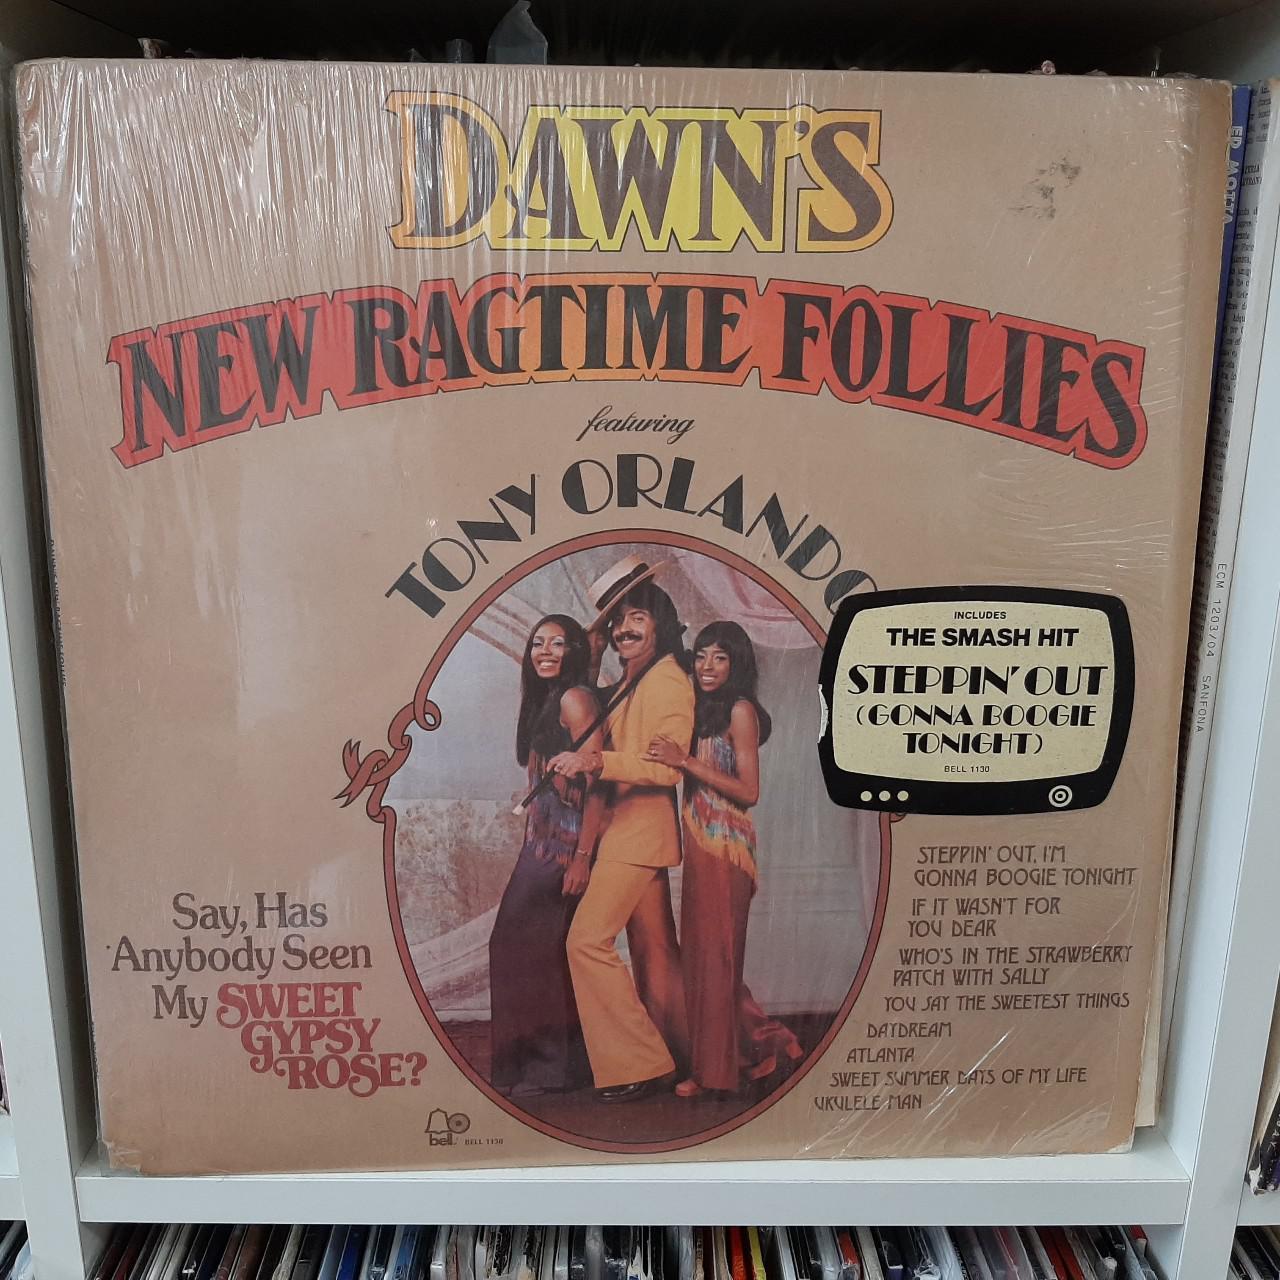 DAWN'S
NEW RAGTIME FOLLIES
featuring
TONY ORLANDO
INCLUDES
THE SMASH HIT
STEPPIN' OUT
(GONNA BOOGIE
TONIGHT)
BELL 1130
STEPPIN' OUT, I'M
GONNA BOOGIE TONIGHT
IF IT WASN'T FOR
YOU DEAR
WHO'S IN THE STRAWBERRY
PATCH WITH SALLY
YOU SAY THE SWEETEST THINGS
DAYDREAM
ATLANTA
SWEET SUMMER DAYS OF MY LIFE
UKULELE MAN
Say, Has
Anybody Seen
My SWEET
GYPSY
ROSE?
bell
BELL 1130
ECM 1203/04 SANFONA